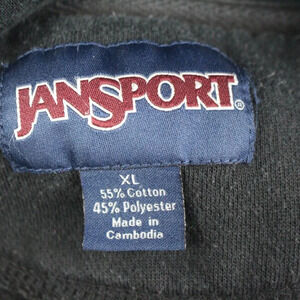 JANSPORT®
XL
55% Cotton
45% Polyester
Made in
Cambodia